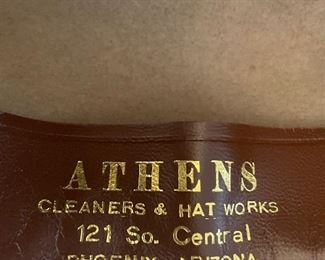 ATHENS
CLEANERS & HAT WORKS
121 So. Central
PHOENIX, ARIZONA